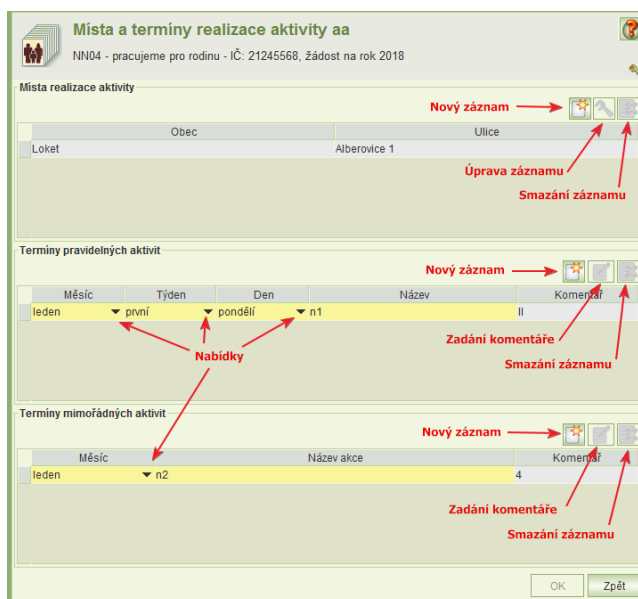 Místa a termíny realizace aktivity aa
NN04 - pracujeme pro rodinu - IČ: 21245568, žádost na rok 2018
Místa realizace aktivity
Nový záznam
Obec Ulice
Loket Alberovice 1
Úprava záznamu
Smazání záznamu
Termíny pravidelných aktivit
Nový záznam
Měsíc Týden Den Název Komentář
leden první pondělí n1 II
Nabídky
Zadání komentáře
Smazání záznamu
Termíny mimořádných aktivit
Nový záznam
Měsíc Název akce Komentář
leden n2 4
Zadání komentáře
Smazání záznamu
OK Zpět